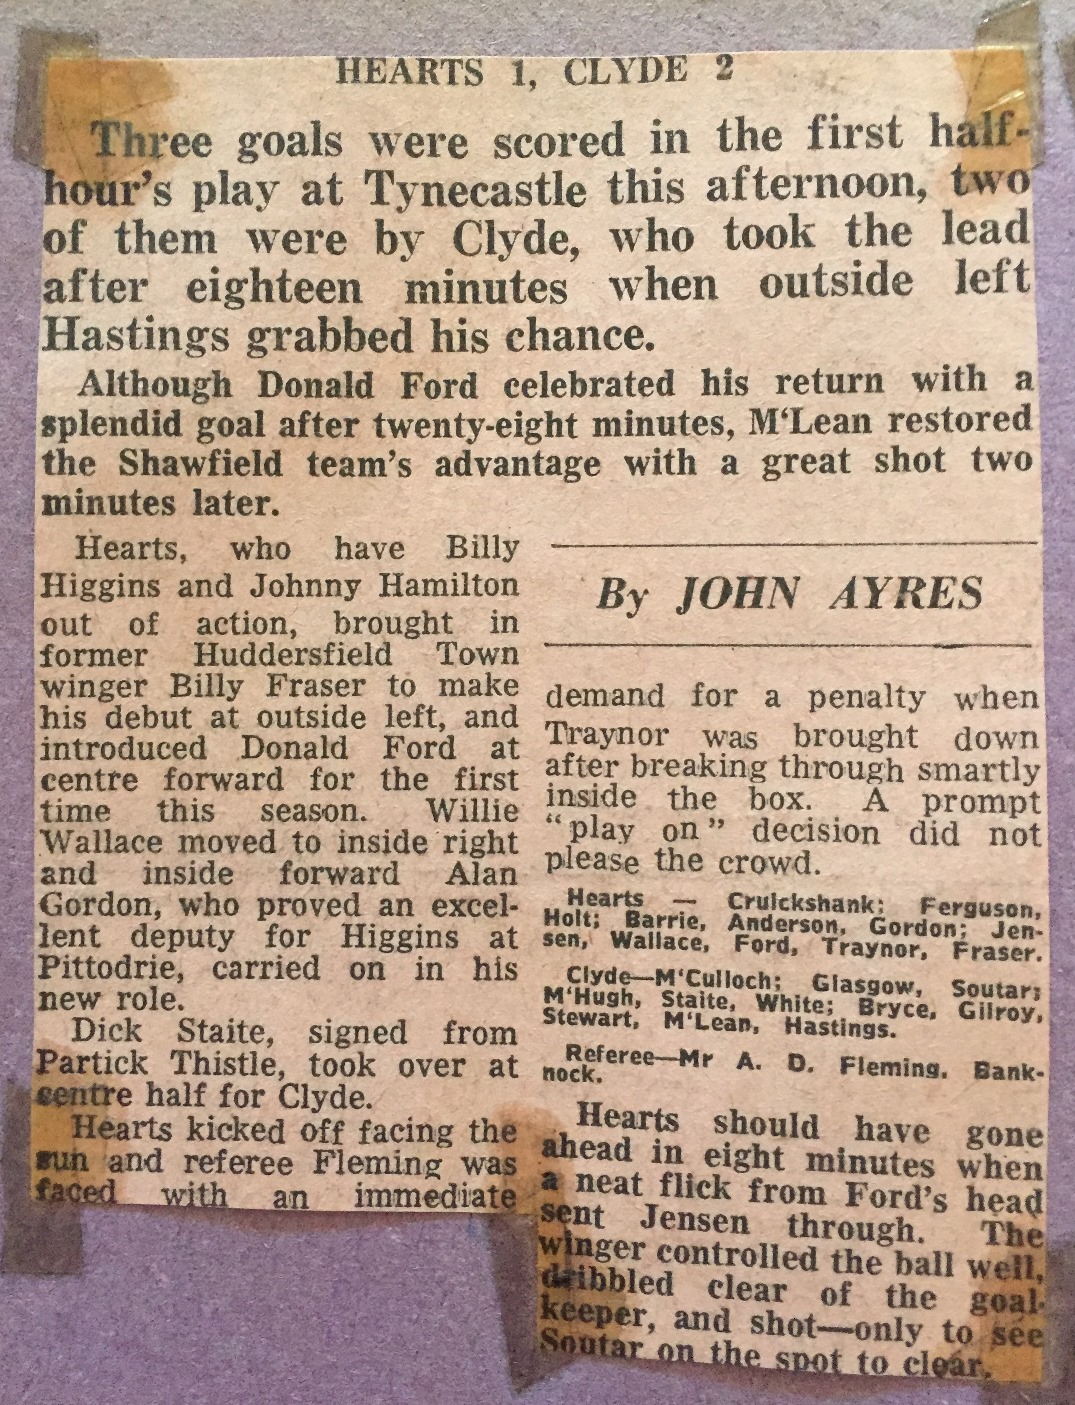 HEARTS 1, CLYDE 2
Three goals were scored in the first half-
hour's play at Tynecastle this afternoon, two
of them were by Clyde, who took the lead
after eighteen minutes when outside left
Hastings grabbed his chance.
Although Donald Ford celebrated his return with a
splendid goal after twenty-eight minutes, M‘Lean restored
the Shawfield team's advantage with a great shot two
minutes later.
Hearts, who have Billy
Higgins and Johnny Hamilton
out of action, brought in
former Huddersfield Town
winger Billy Fraser to make
his debut at outside left, and
introduced Donald Ford at
centre forward for the first
time this season. Willie
Wallace moved to inside right
and inside forward Alan
Gordon, who proved an excel-
lent deputy for Higgins at
Pittodrie, carried on in his
new role.
Dick Staite, signed from
Partick Thistle, took over at
centre half for Clyde.
Hearts kicked off facing the
sun and referee Fleming was
faced with an immediate
By JOHN AYRES
demand for a penalty when
Traynor was brought down
after breaking through smartly
inside the box. A prompt
“play on” decision did not
please the crowd.
Hearts — Cruickshank; Ferguson,
Holt; Barrie, Anderson, Gordon; Jen-
sen, Wallace, Ford, Traynor, Fraser.
Clyde—M‘Culloch; Glasgow, Soutar;
M‘Hugh, Staite, White; Bryce, Gilroy,
Stewart, M‘Lean, Hastings.
Referee—Mr A. D. Fleming, Bank-
nock.
Hearts should have gone
ahead in eight minutes when
a neat flick from Ford's head
sent Jensen through. The
winger controlled the ball well,
dribbled clear of the goal-
keeper, and shot—only to see
Soutar on the spot to clear.